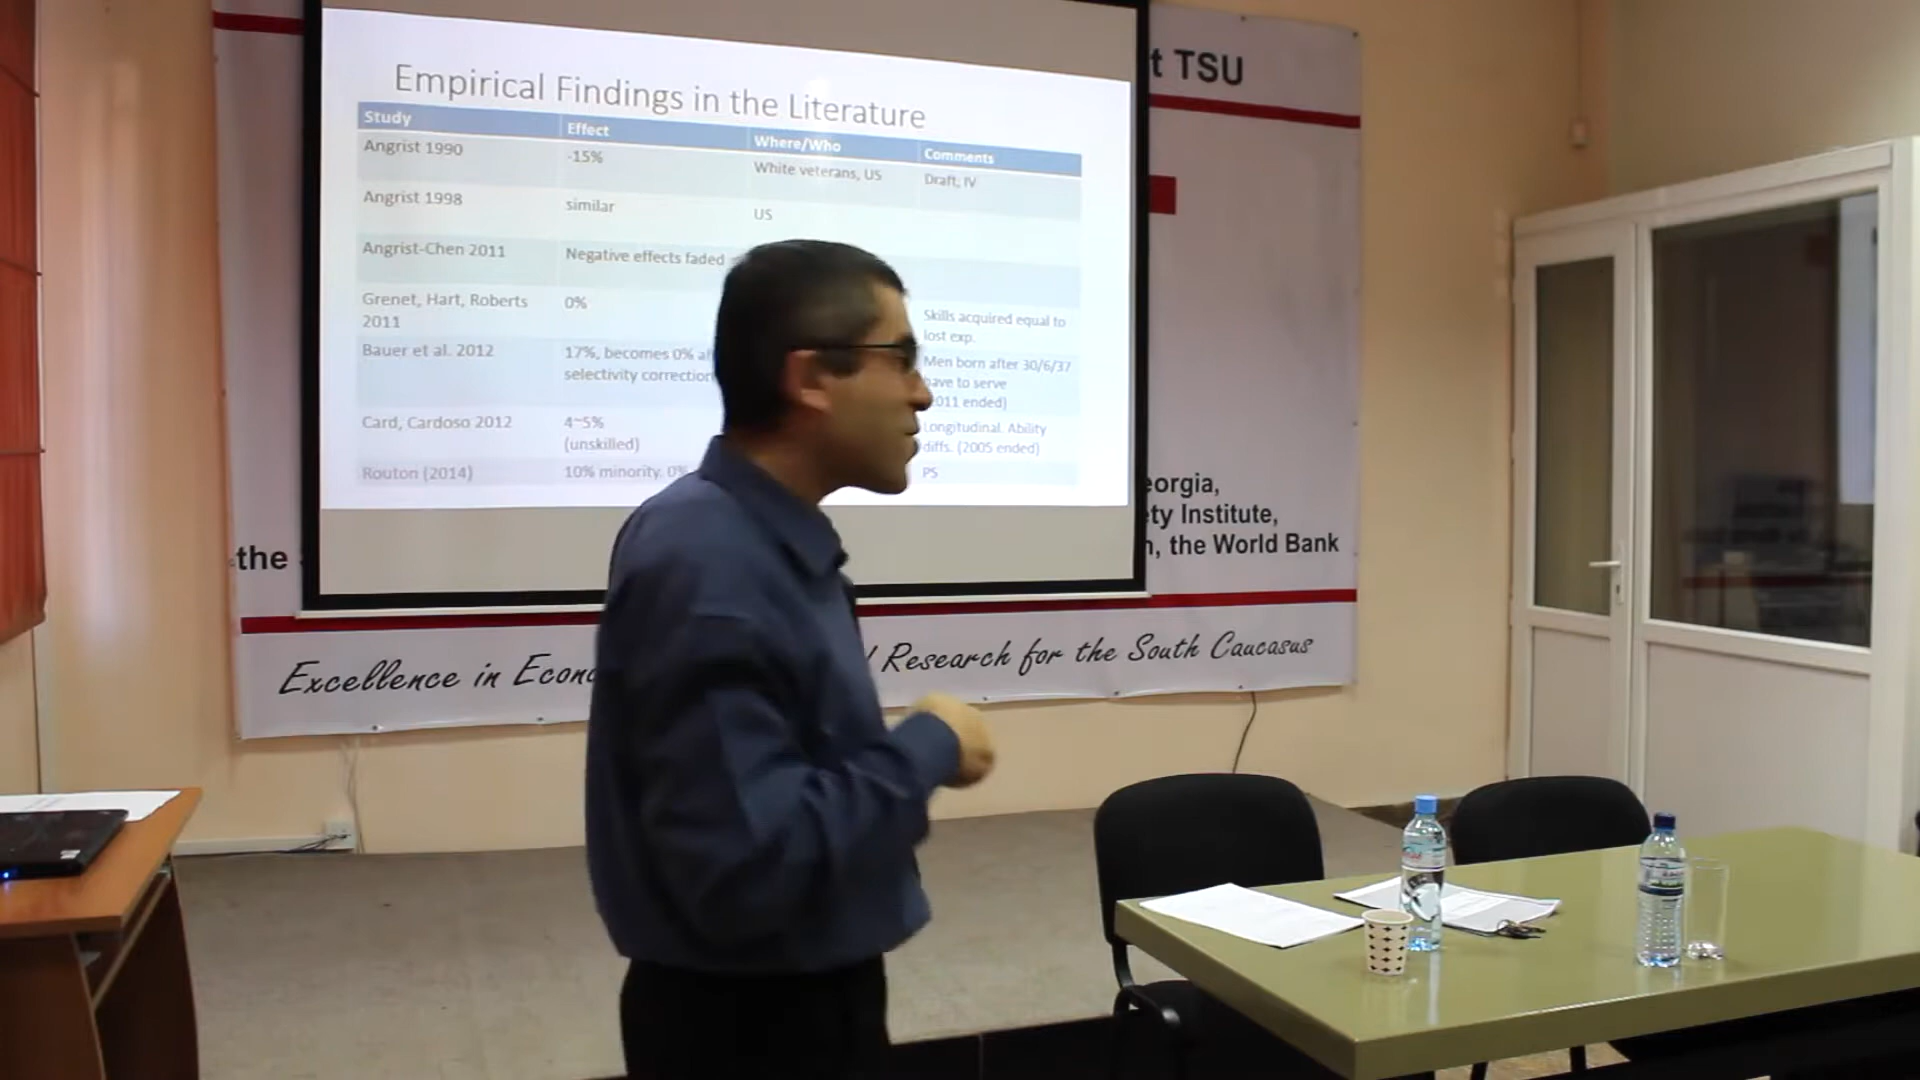 t TSU
Empirical Findings in the Literature
Study Effect Where/Who Comments
Angrist 1990 -15% White veterans, US Draft, IV
Angrist 1998 similar US
Angrist-Chen 2011 Negative effects faded
Grenet, Hart, Roberts 0% Skills acquired equal to
2011 lost exp.
Bauer et al. 2012 17%, becomes 0% af Men born after 30/6/37
selectivity correction have to serve
2011 ended)
Card, Cardoso 2012 4~5% Longitudinal. Ability
(unskilled) diffs. (2005 ended)
Routon (2014) 10% minority. 0% PS
eorgia,
ety Institute,
the n, the World Bank
Excellence in Econo Research for the South Caucasus